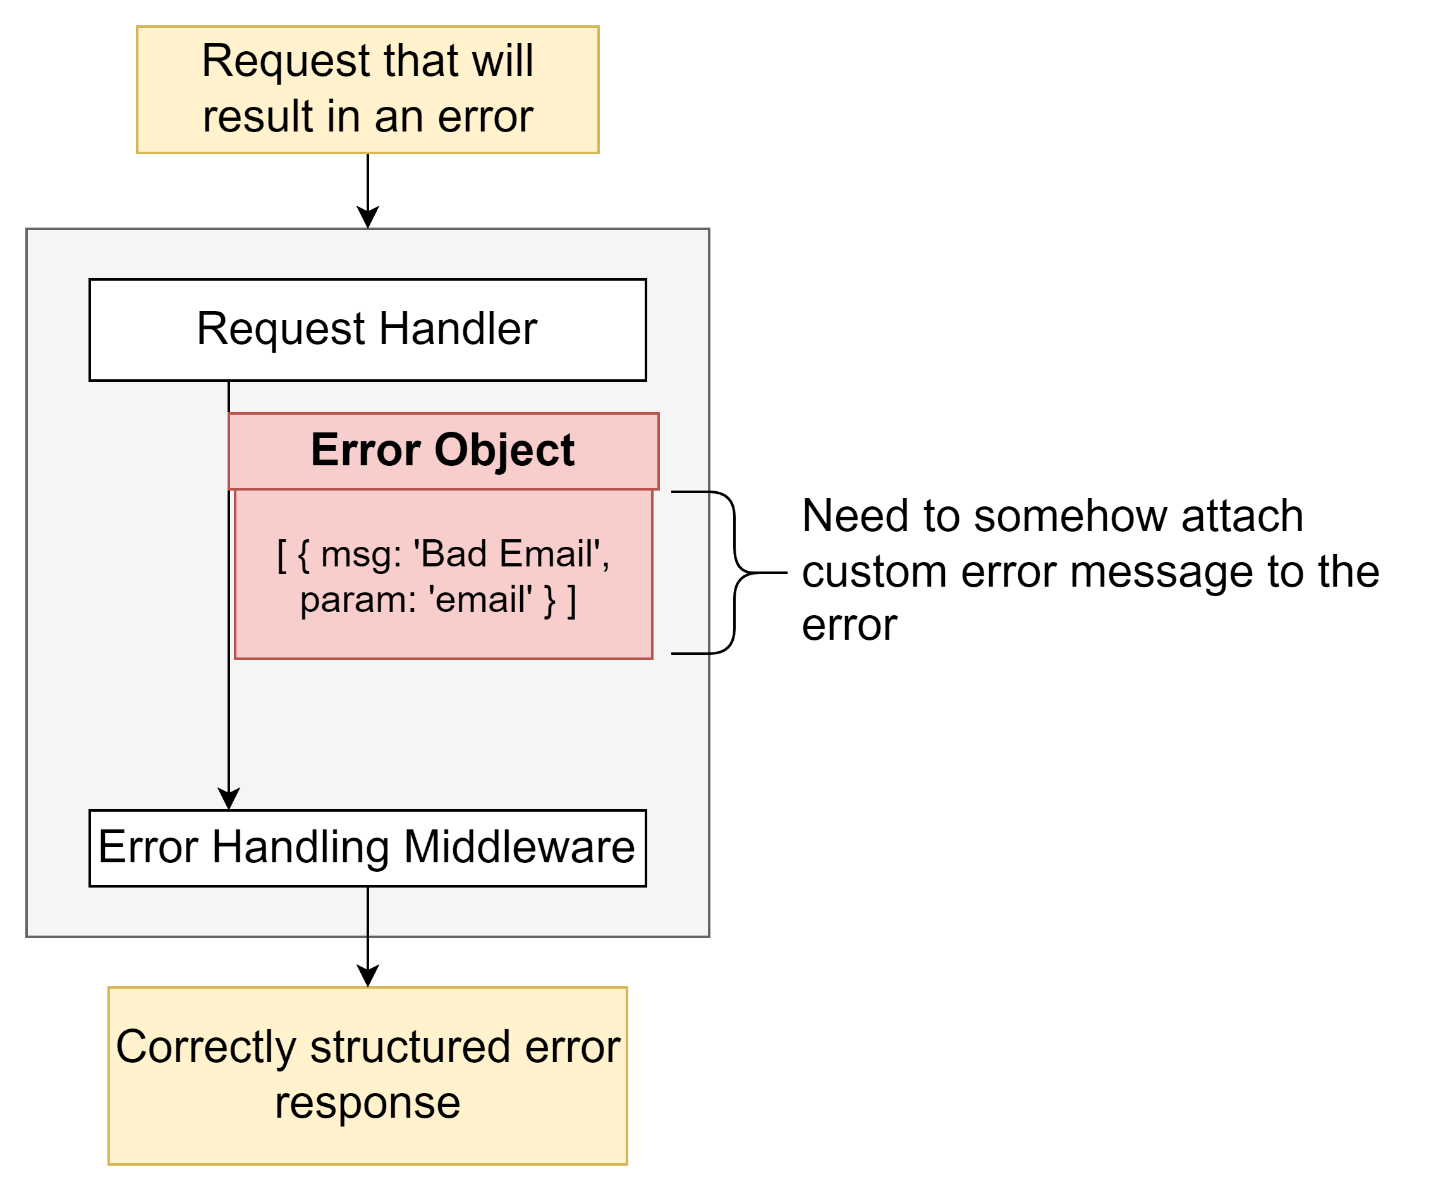 Request that will
result in an error
Request Handler
Error Object
[ { msg: 'Bad Email',
param: 'email' } ]
Need to somehow attach
custom error message to the
error
Error Handling Middleware
Correctly structured error
response